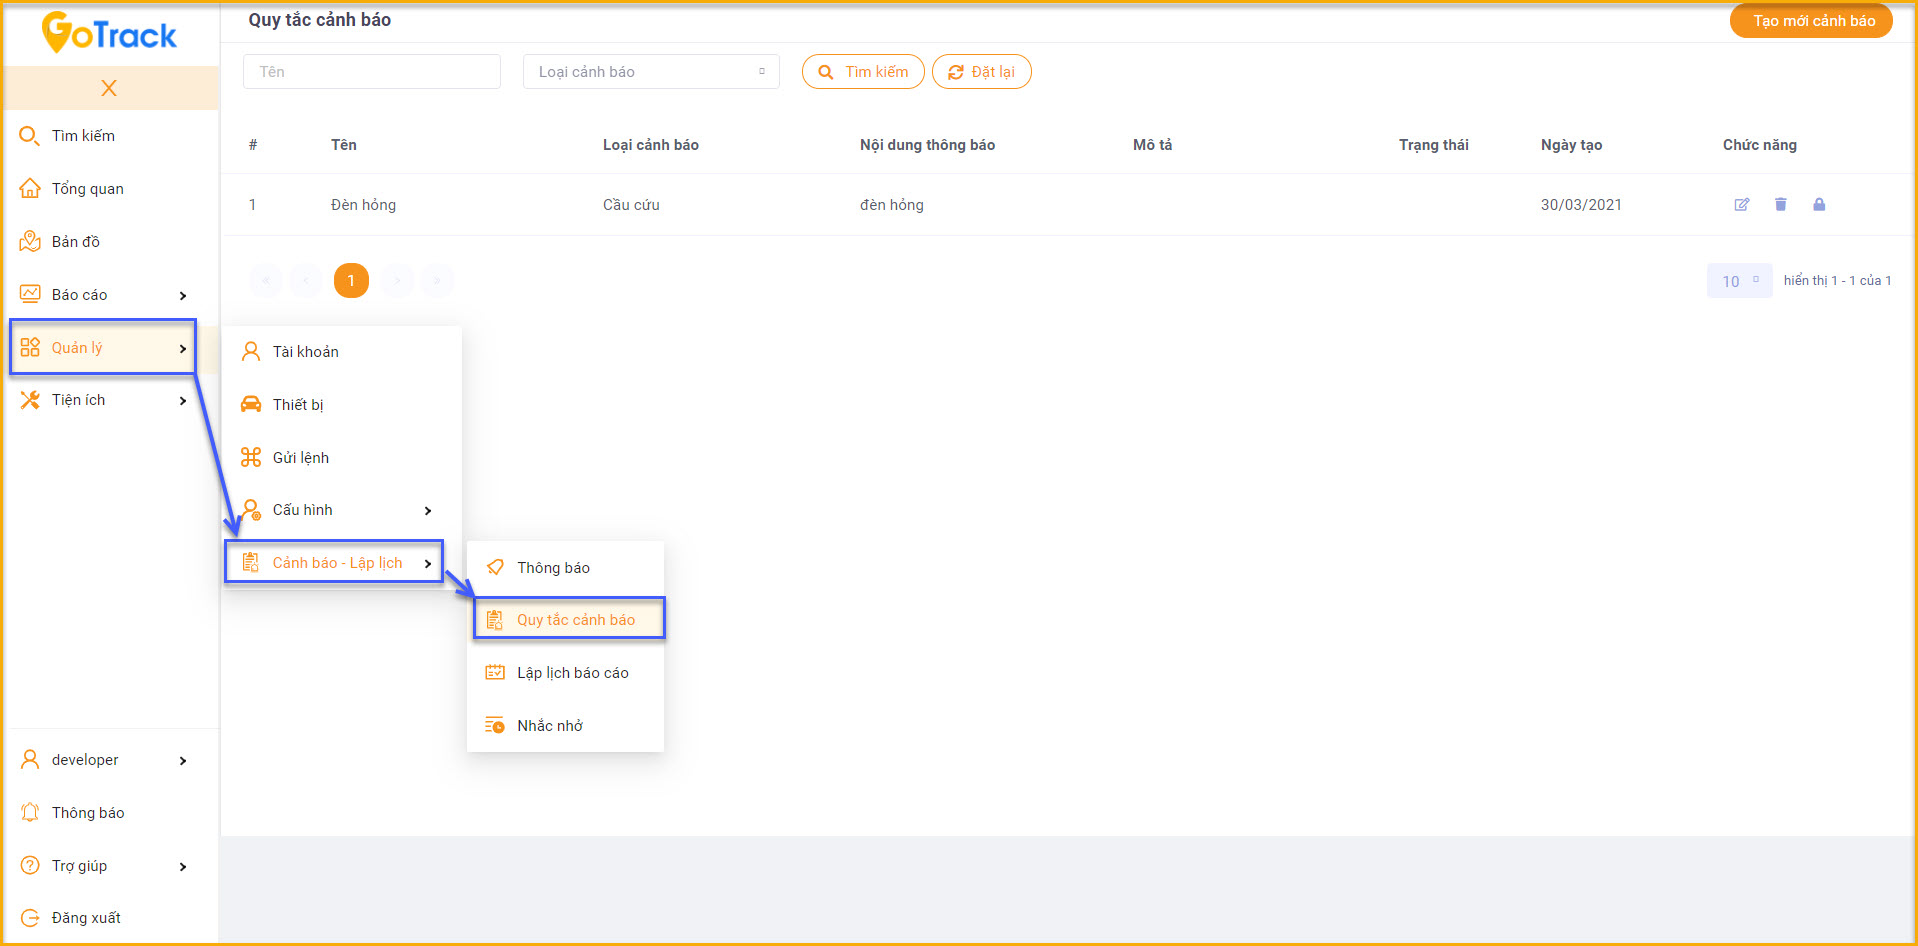 GoTrack
X
Tìm kiếm
Tổng quan
Bản đồ
Báo cáo
Quản lý
Tiện ích
developer
Thông báo
Trợ giúp
Đăng xuất
Quy tắc cảnh báo
Tạo mới cảnh báo
Tên
Loại cảnh báo
Tìm kiếm
Đặt lại
# Tên Loại cảnh báo Nội dung thông báo Mô tả Trạng thái Ngày tạo Chức năng
1 Đèn hỏng Cầu cứu đèn hỏng 30/03/2021
« ‹ 1 › »
10 hiển thị 1 - 1 của 1
Tài khoản
Thiết bị
Gửi lệnh
Cấu hình
Cảnh báo - Lập lịch
Thông báo
Quy tắc cảnh báo
Lập lịch báo cáo
Nhắc nhở